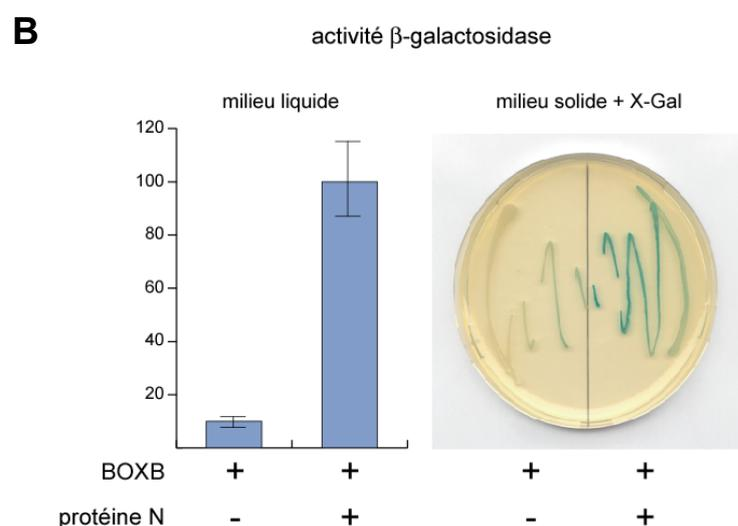 B
activité β-galactosidase
milieu liquide
milieu solide + X-Gal
120
100
80
60
40
20
BOXB + + + +
protéine N - + - +